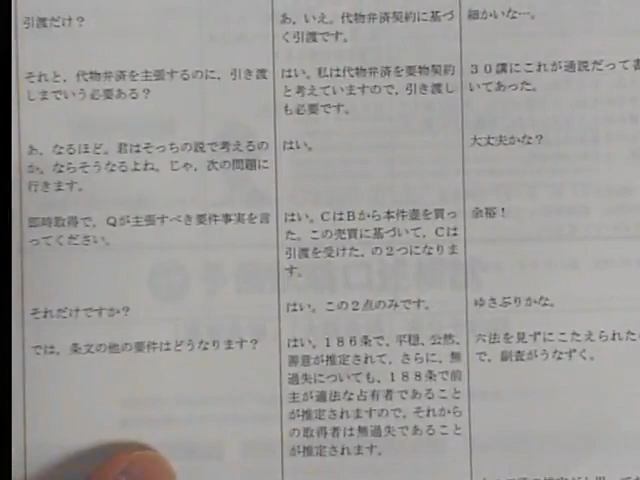 引渡だけ？
あ、いえ。代物弁済契約に基づ
く引渡です。
細かいな…。
それと、代物弁済を主張するのに、引き渡
しまでいう必要ある？
はい。私は代物弁済を要物契約
と考えていますので、引き渡し
も必要です。
３０講にこれが通説だって書
いてあった。
あ、なるほど。君はそっちの説で考えるの
か。ならそうなるよね。じゃ、次の問題に
行きます。
はい。
大丈夫かな？
即時取得で、Ｑが主張すべき要件事実を言
ってください。
はい。ＣはＢから本件壷を買っ
た。この売買に基づいて、Ｃは
引渡を受けた、の２つになりま
す。
余裕！
それだけですか？
はい。この２点のみです。
ゆさぶりかな。
では、条文の他の要件はどうなります？
はい、１８６条で、平穏、公然、
善意が推定されて、さらに、無
過失についても、１８８条で前
主が適法な占有者であること
が推定されますので、それから
の取得者は無過失であること
が推定されます。
六法を見ずにこたえられた
で、副査がうなずく。